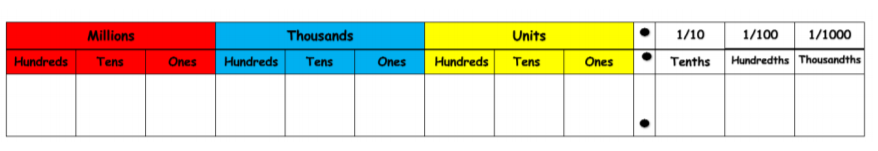 Millions Thousands Units 1/10 1/100 1/1000
Hundreds Tens Ones Hundreds Tens Ones Hundreds Tens Ones Tenths Hundredths Thousandths